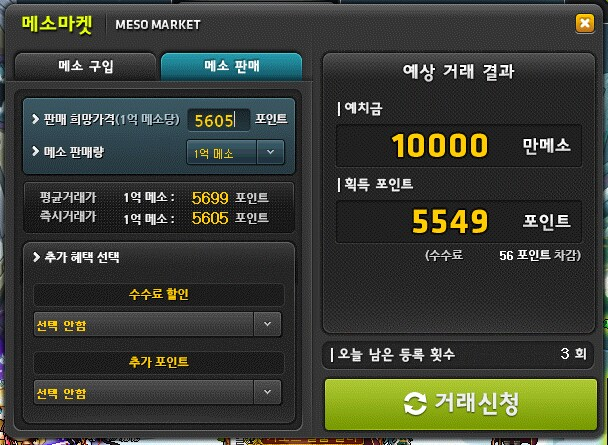 메소마켓 MESO MARKET
메소 구입 메소 판매
판매 희망가격(1억 메소당) 5605 포인트
메소 판매량 1억 메소
평균거래가 1억 메소 : 5699 포인트
즉시거래가 1억 메소 : 5605 포인트
추가 혜택 선택
수수료 할인
선택 안함
추가 포인트
선택 안함
예상 거래 결과
예치금
10000 만메소
획득 포인트
5549 포인트
(수수료 56 포인트 차감)
오늘 남은 등록 횟수 3 회
거래신청